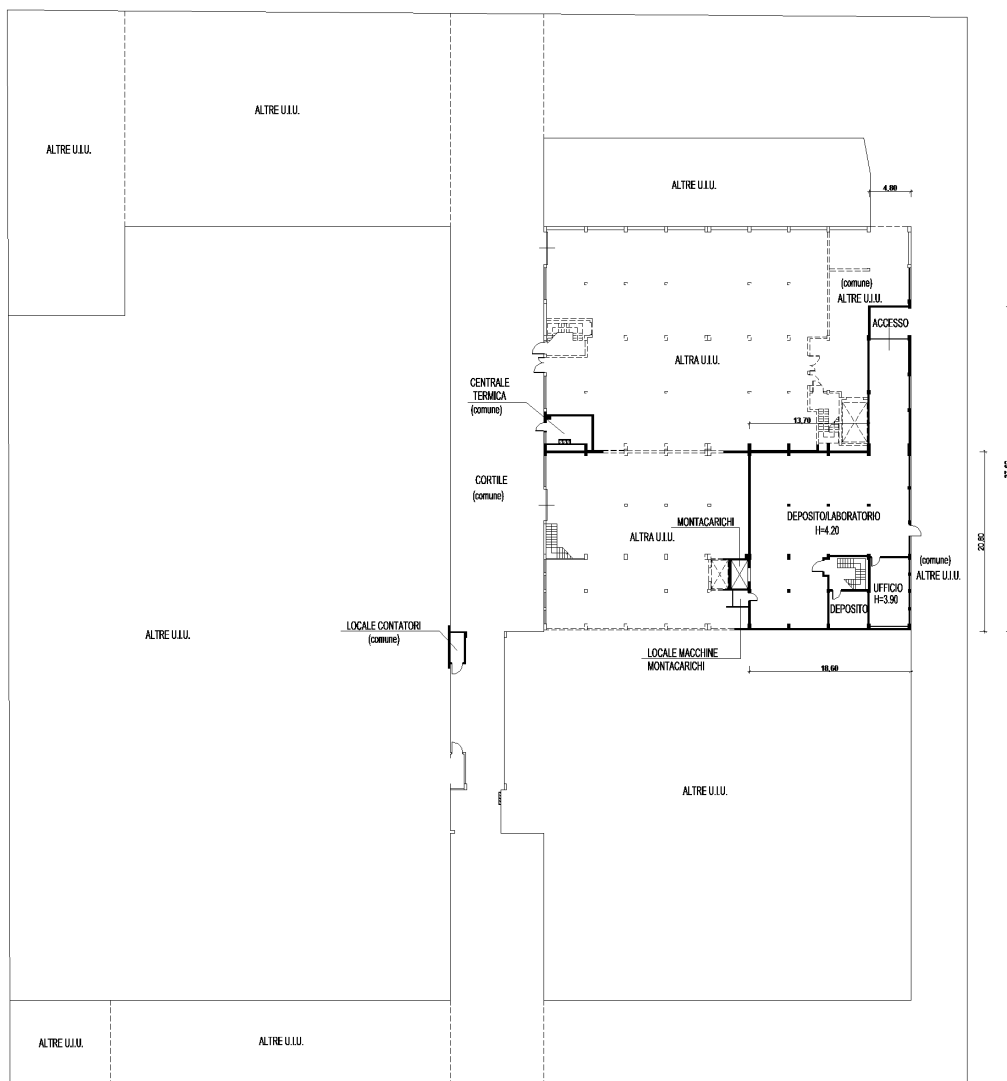 ALTRE U.I.U.
ALTRE U.I.U.
ALTRE U.I.U.
4.80
(comune)
ALTRE U.I.U.
ACCESSO
ALTRA U.I.U.
CENTRALE
TERMICA
(comune)
13.70
CORTILE
(comune)
MONTACARICHI
DEPOSITO/LABORATORIO
H=4.20
ALTRA U.I.U.
20.80
(comune)
ALTRE U.I.U.
UFFICIO
H=3.90
DEPOSITO
LOCALE CONTATORI
(comune)
ALTRE U.I.U.
LOCALE MACCHINE
MONTACARICHI
18.60
ALTRE U.I.U.
ALTRE U.I.U.
ALTRE U.I.U.